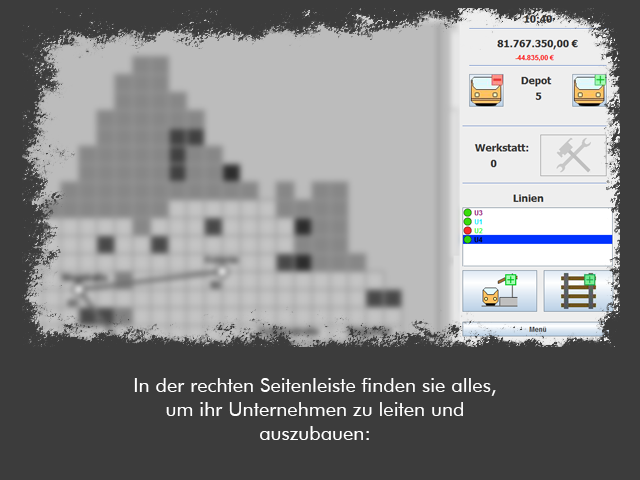 10:40
81.767.350,00 €
-44.835,00 €
Depot
5
Werkstatt:
0
Linien
U3
U1
U2
U4
Menü
In der rechten Seitenleiste finden sie alles,
um ihr Unternehmen zu leiten und
auszubauen: